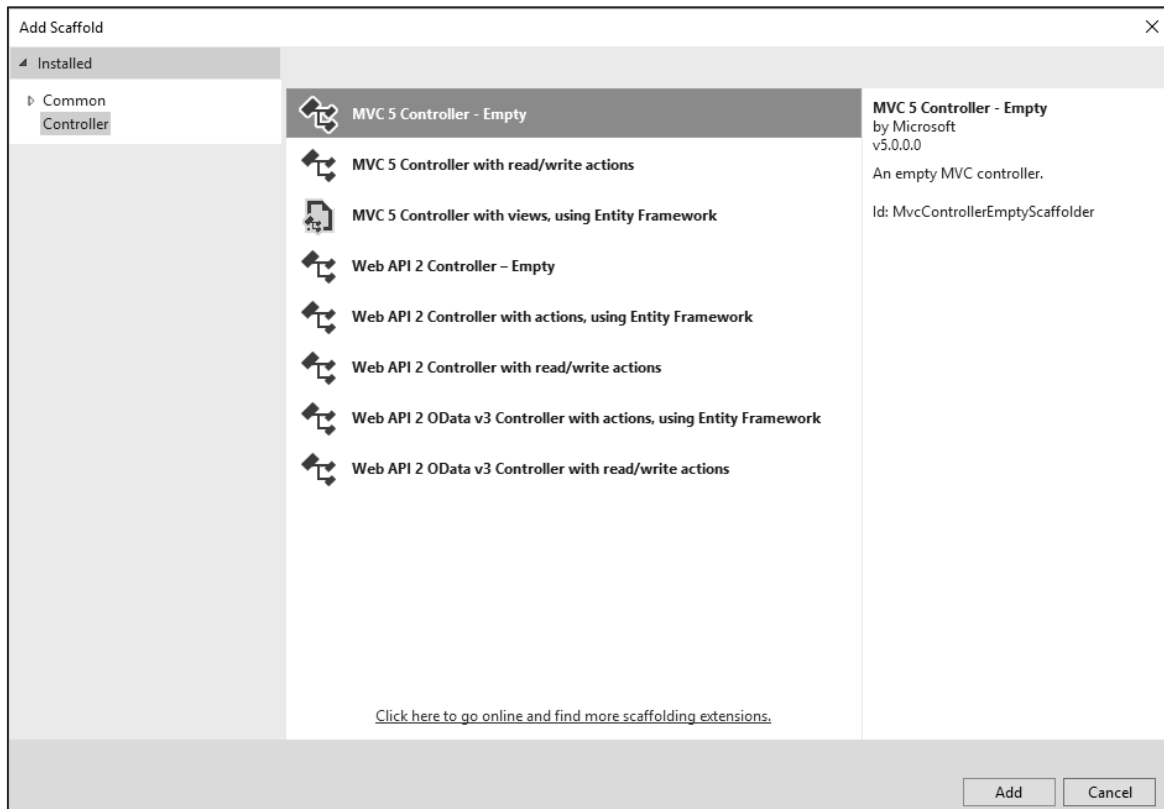 Add Scaffold
Installed
Common
Controller
MVC 5 Controller - Empty
MVC 5 Controller with read/write actions
MVC 5 Controller with views, using Entity Framework
Web API 2 Controller – Empty
Web API 2 Controller with actions, using Entity Framework
Web API 2 Controller with read/write actions
Web API 2 OData v3 Controller with actions, using Entity Framework
Web API 2 OData v3 Controller with read/write actions
Click here to go online and find more scaffolding extensions.
MVC 5 Controller - Empty
by Microsoft
v5.0.0.0
An empty MVC controller.
Id: MvcControllerEmptyScaffolder
Add
Cancel